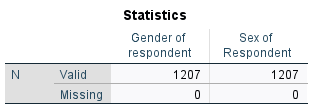 Statistics
Gender of respondent Sex of Respondent
N Valid 1207 1207
Missing 0 0